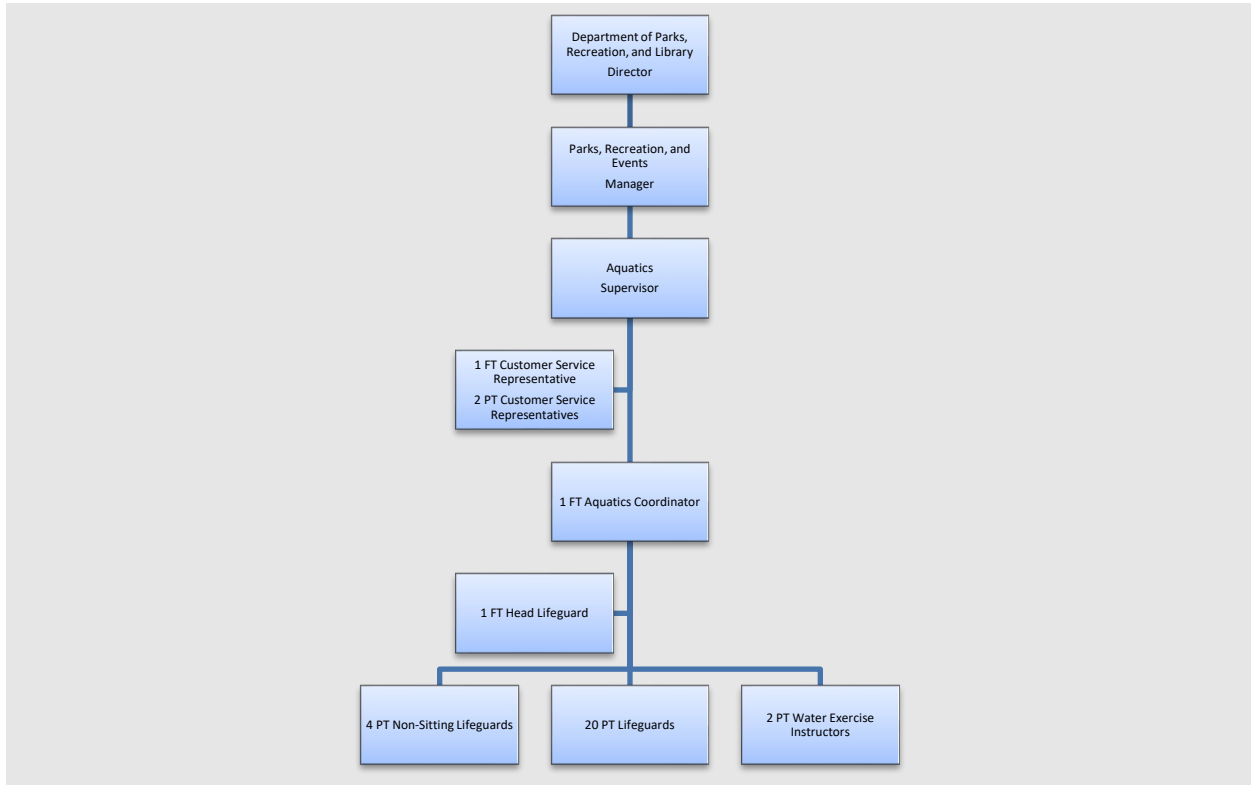 Department of Parks,
Recreation, and Library
Director
Parks, Recreation, and
Events
Manager
Aquatics
Supervisor
1 FT Customer Service
Representative
2 PT Customer Service
Representatives
1 FT Aquatics Coordinator
1 FT Head Lifeguard
4 PT Non-Sitting Lifeguards
20 PT Lifeguards
2 PT Water Exercise
Instructors